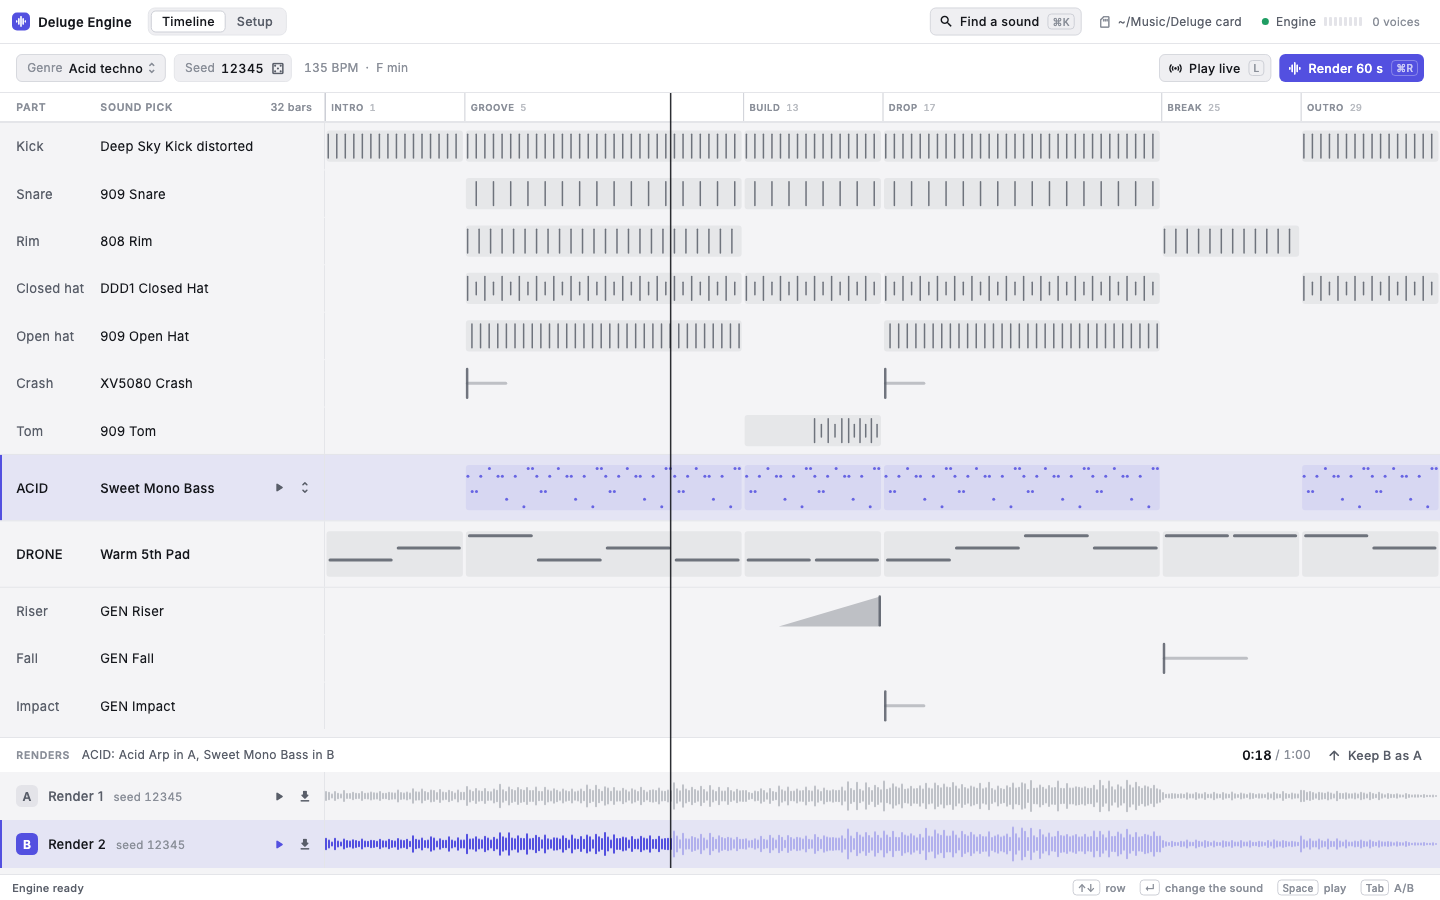 Deluge Engine Timeline Setup Find a sound ⌘K ~/Music/Deluge card Engine 0 voices
Genre Acid techno Seed 12345 135 BPM · F min Play live L Render 60 s ⌘R
PART SOUND PICK 32 bars INTRO 1 GROOVE 5 BUILD 13 DROP 17 BREAK 25 OUTRO 29
Kick Deep Sky Kick distorted
Snare 909 Snare
Rim 808 Rim
Closed hat DDD1 Closed Hat
Open hat 909 Open Hat
Crash XV5080 Crash
Tom 909 Tom
ACID Sweet Mono Bass
DRONE Warm 5th Pad
Riser GEN Riser
Fall GEN Fall
Impact GEN Impact
RENDERS ACID: Acid Arp in A, Sweet Mono Bass in B 0:18 / 1:00 ↑ Keep B as A
A Render 1 seed 12345
B Render 2 seed 12345
Engine ready ↑↓ row ↵ change the sound Space play Tab A/B